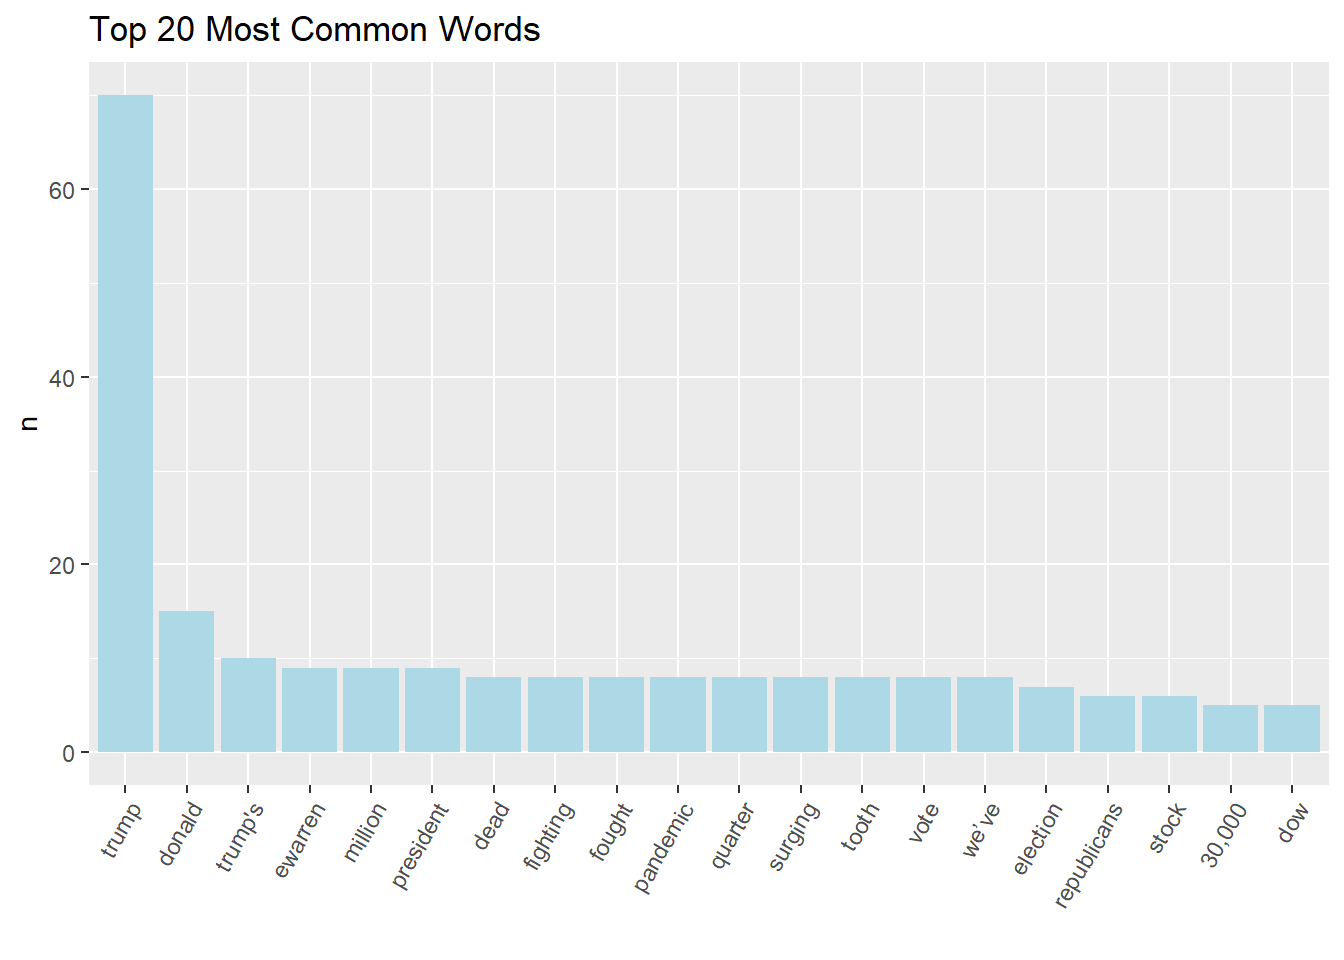 Top 20 Most Common Words
60
40
20
0
n
trump
donald
trump's
ewarren
million
president
dead
fighting
fought
pandemic
quarter
surging
tooth
vote
we’ve
election
republicans
stock
30,000
dow